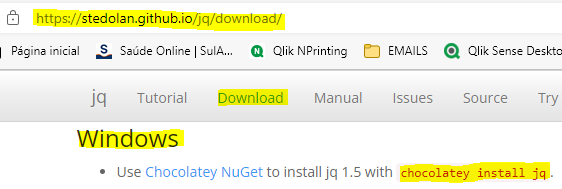 https://stedolan.github.io/jq/download/
Página inicial Saúde Online | SulA... Qlik NPrinting EMAILS Qlik Sense Deskto
jq Tutorial Download Manual Issues Source Try
Windows
• Use Chocolatey NuGet to install jq 1.5 with chocolatey install jq.